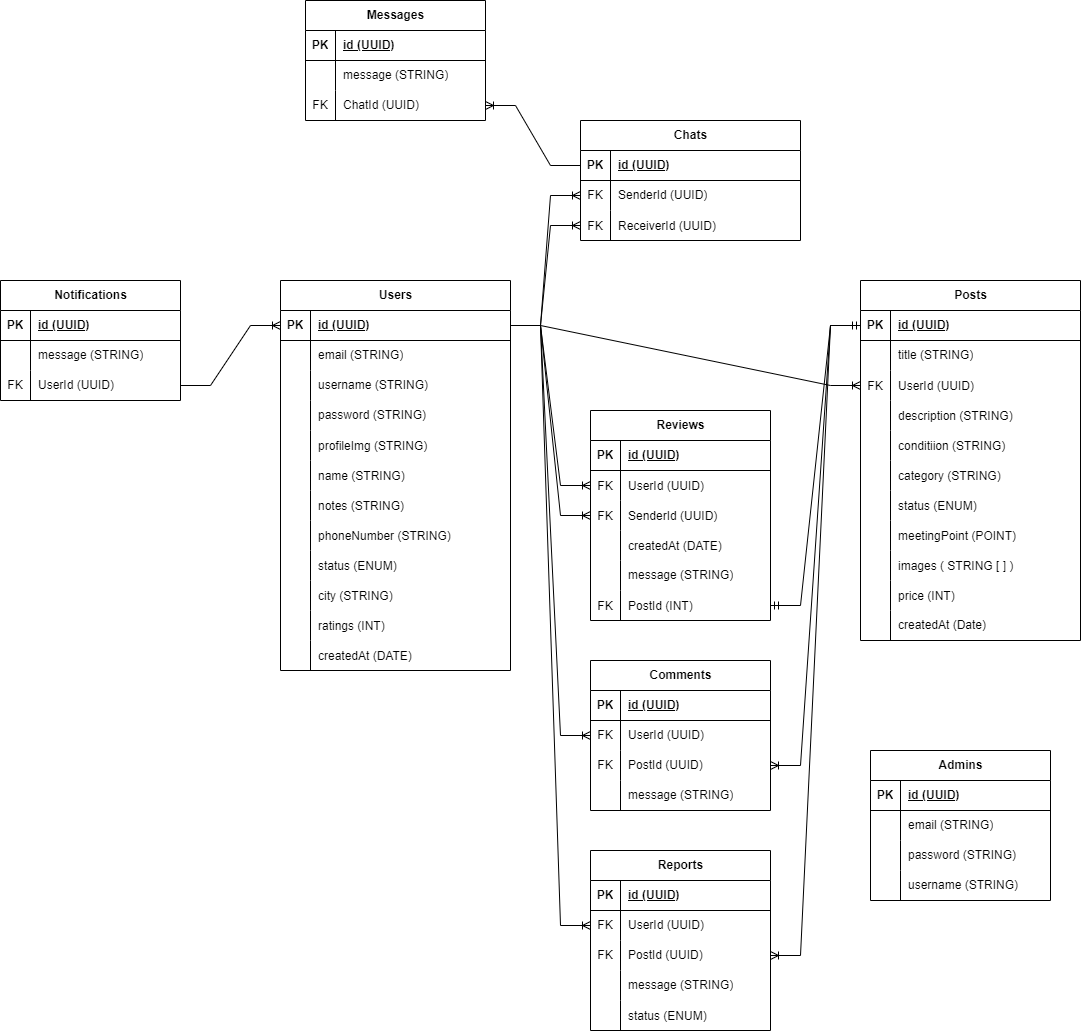 Messages
PK id (UUID)
message (STRING)
FK ChatId (UUID)
Chats
PK id (UUID)
FK SenderId (UUID)
FK ReceiverId (UUID)
Notifications
PK id (UUID)
message (STRING)
FK UserId (UUID)
Users
PK id (UUID)
email (STRING)
username (STRING)
password (STRING)
profileImg (STRING)
name (STRING)
notes (STRING)
phoneNumber (STRING)
status (ENUM)
city (STRING)
ratings (INT)
createdAt (DATE)
Posts
PK id (UUID)
title (STRING)
FK UserId (UUID)
description (STRING)
conditiion (STRING)
category (STRING)
status (ENUM)
meetingPoint (POINT)
images ( STRING [ ] )
price (INT)
createdAt (Date)
Reviews
PK id (UUID)
FK UserId (UUID)
FK SenderId (UUID)
createdAt (DATE)
message (STRING)
FK PostId (INT)
Comments
PK id (UUID)
FK UserId (UUID)
FK PostId (UUID)
message (STRING)
Admins
PK id (UUID)
email (STRING)
password (STRING)
username (STRING)
Reports
PK id (UUID)
FK UserId (UUID)
FK PostId (UUID)
message (STRING)
status (ENUM)